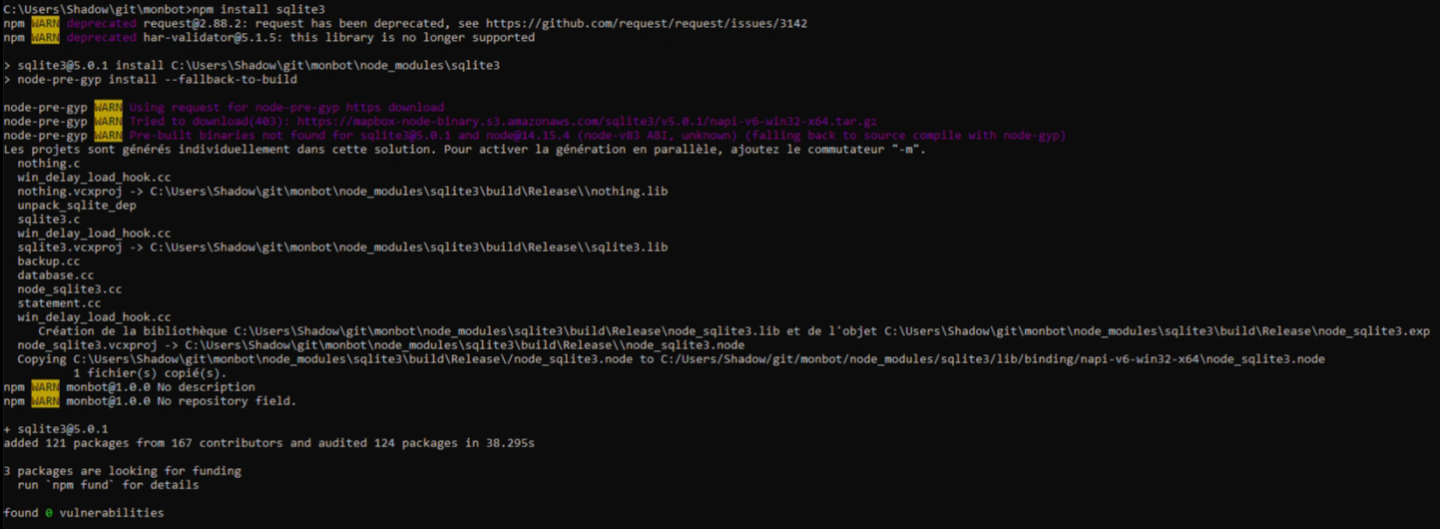 C:\Users\Shadow\git\monbot>npm install sqlite3
npm WARN deprecated request@2.88.2: request has been deprecated, see https://github.com/request/request/issues/3142
npm WARN deprecated har-validator@5.1.5: this library is no longer supported
> sqlite3@5.0.1 install C:\Users\Shadow\git\monbot\node_modules\sqlite3
> node-pre-gyp install --fallback-to-build
node-pre-gyp WARN Using request for node-pre-gyp https download
node-pre-gyp WARN Tried to download(403): https://mapbox-node-binary.s3.amazonaws.com/sqlite3/v5.0.1/napi-v6-win32-x64.tar.gz
node-pre-gyp WARN Pre-built binaries not found for sqlite3@5.0.1 and node@14.15.4 (node-v83 ABI, unknown) (falling back to source compile with node-gyp)
Les projets sont générés individuellement dans cette solution. Pour activer la génération en parallèle, ajoutez le commutateur "-m".
nothing.c
win_delay_load_hook.cc
nothing.vcxproj -> C:\Users\Shadow\git\monbot\node_modules\sqlite3\build\Release\\nothing.lib
unpack_sqlite_dep
sqlite3.c
win_delay_load_hook.cc
sqlite3.vcxproj -> C:\Users\Shadow\git\monbot\node_modules\sqlite3\build\Release\\sqlite3.lib
backup.cc
database.cc
node_sqlite3.cc
statement.cc
win_delay_load_hook.cc
Création de la bibliothèque C:\Users\Shadow\git\monbot\node_modules\sqlite3\build\Release\node_sqlite3.lib et de l'objet C:\Users\Shadow\git\monbot\node_modules\sqlite3\build\Release\node_sqlite3.exp
node_sqlite3.vcxproj -> C:\Users\Shadow\git\monbot\node_modules\sqlite3\build\Release\\node_sqlite3.node
Copying C:\Users\Shadow\git\monbot\node_modules\sqlite3\build\Release\/node_sqlite3.node to C:/Users/Shadow/git/monbot/node_modules/sqlite3/lib/binding/napi-v6-win32-x64\node_sqlite3.node
1 fichier(s) copié(s).
npm WARN monbot@1.0.0 No description
npm WARN monbot@1.0.0 No repository field.
+ sqlite3@5.0.1
added 121 packages from 167 contributors and audited 124 packages in 38.295s
3 packages are looking for funding
run `npm fund` for details
found 0 vulnerabilities